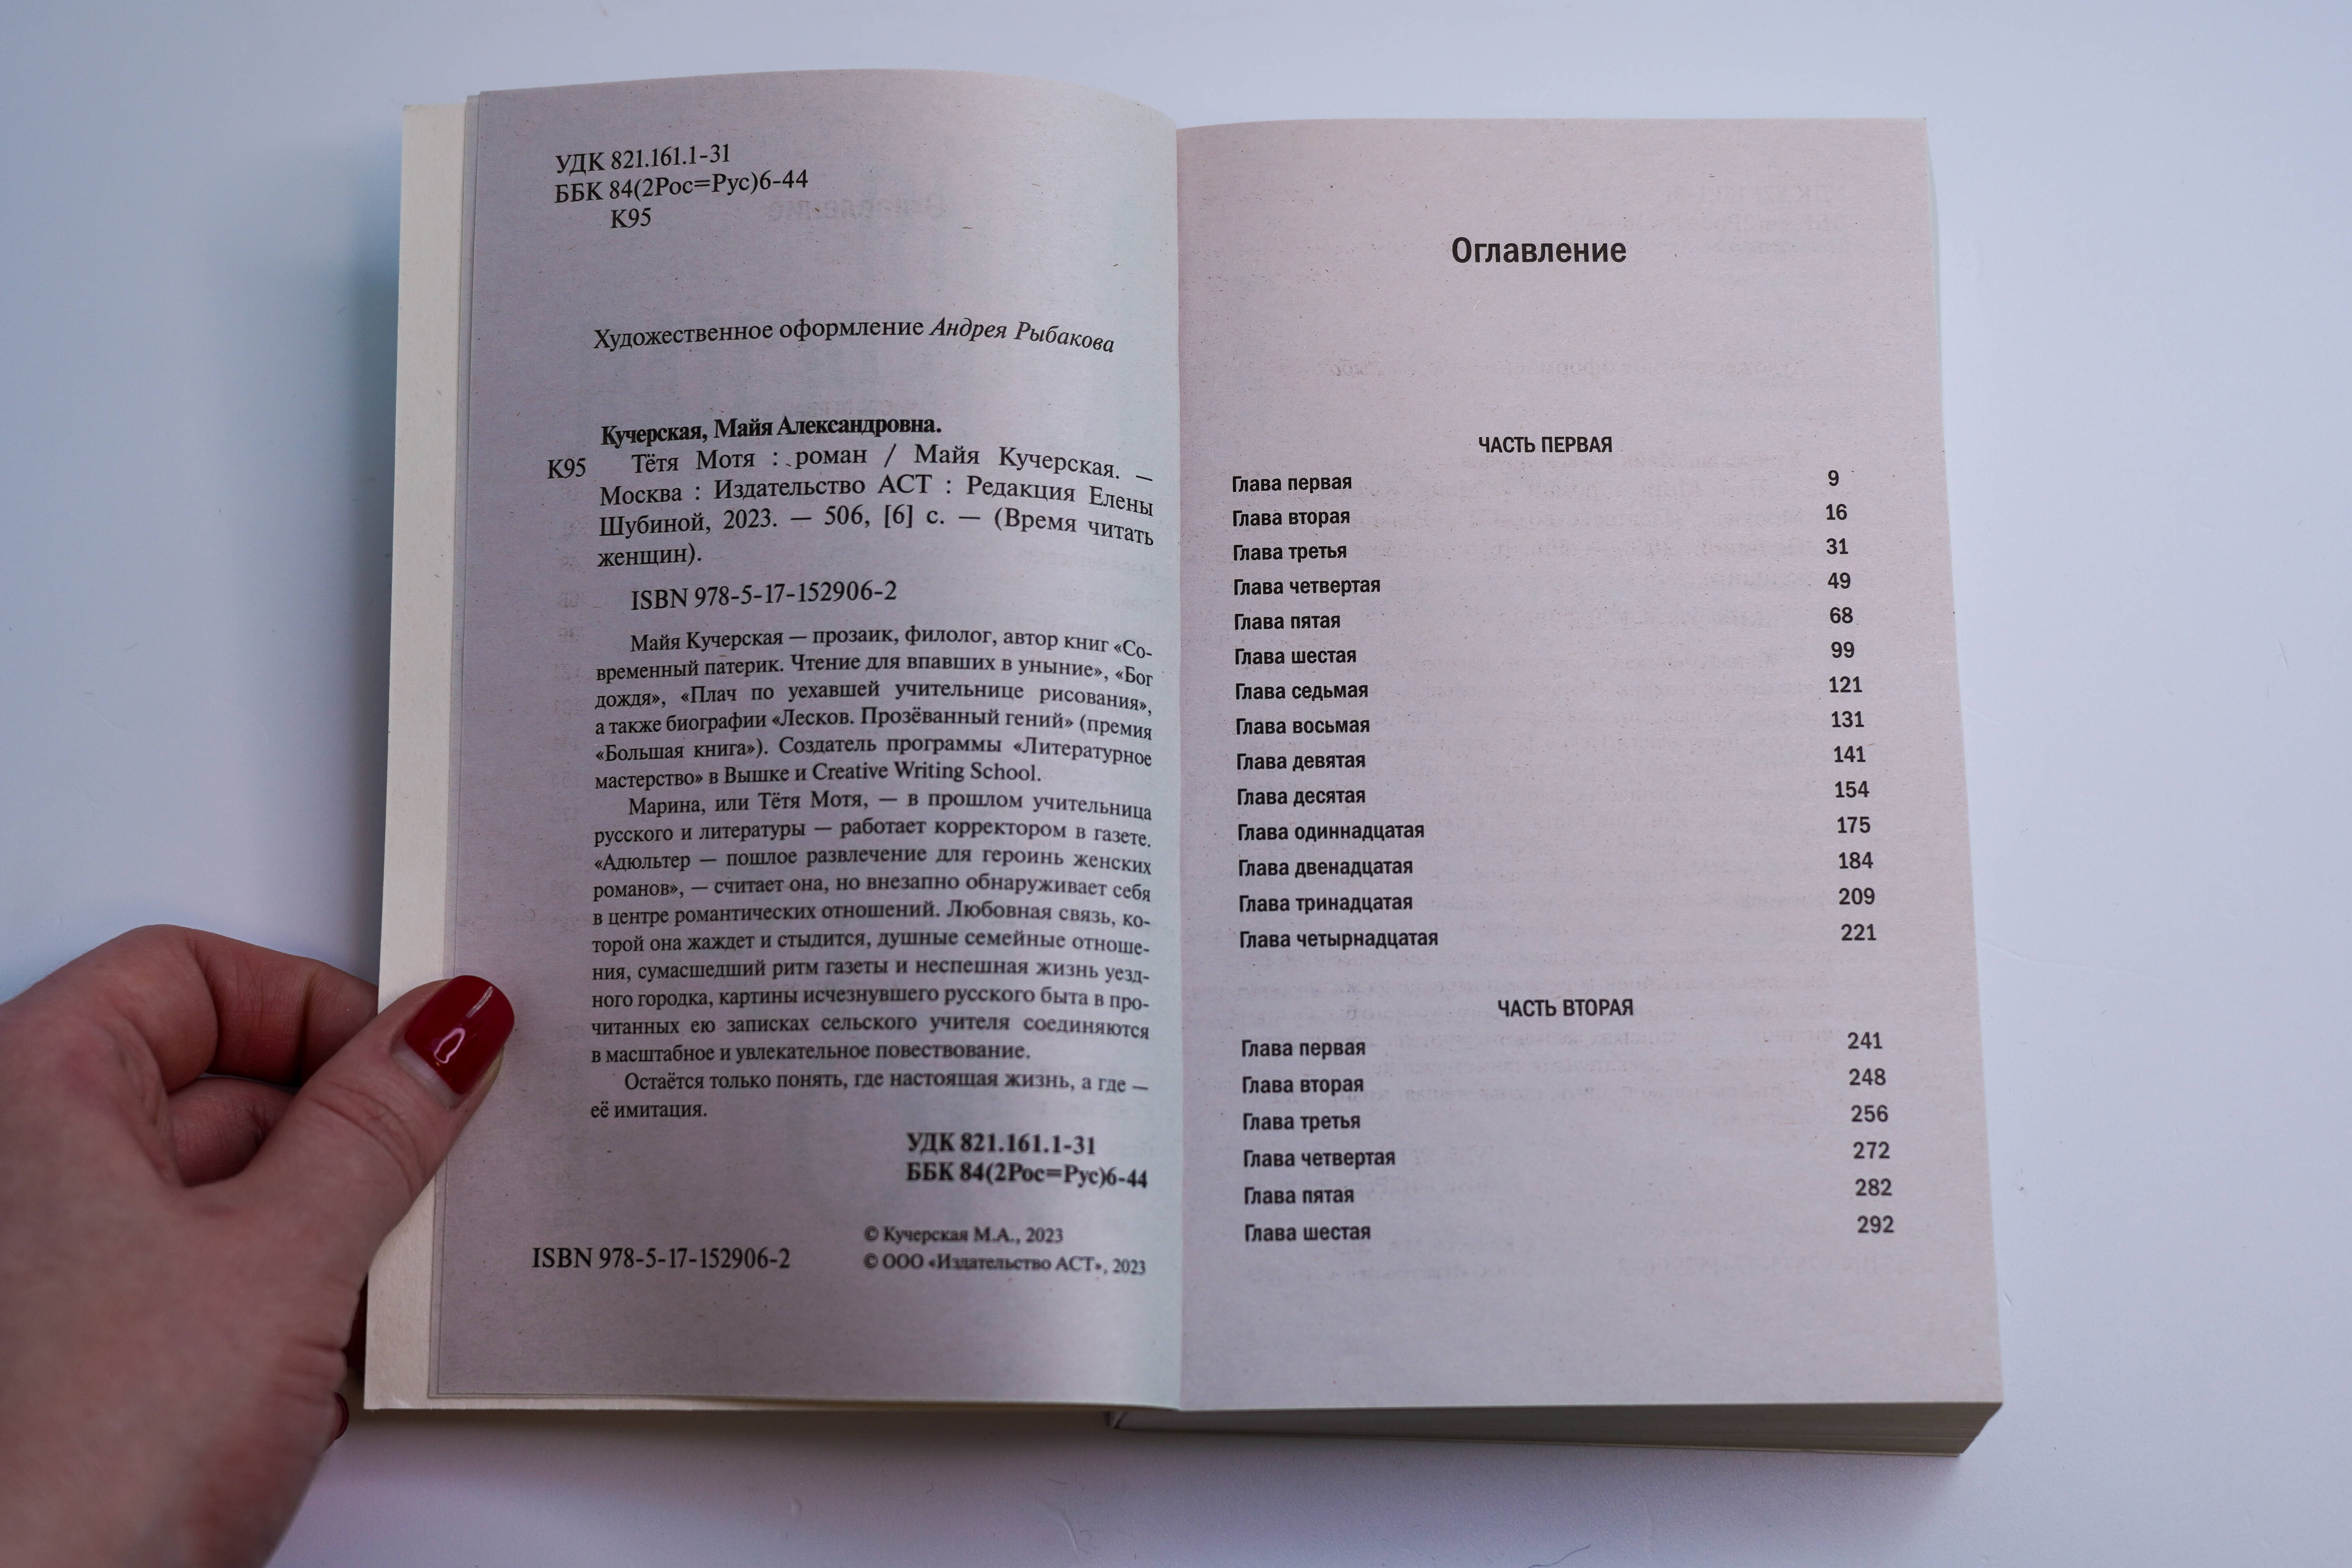 УДК 821.161.1-31
ББК 84(2Рос=Рус)6-44
К95
Художественное оформление Андрея Рыбакова
Кучерская, Майя Александровна.
К95 Тётя Мотя : роман / Майя Кучерская. —
Москва : Издательство АСТ : Редакция Елены
Шубиной, 2023. — 506, [6] с. — (Время читать
женщин).
ISBN 978-5-17-152906-2
Майя Кучерская — прозаик, филолог, автор книг «Со-
временный патерик. Чтение для впавших в уныние», «Бог
дождя», «Плач по уехавшей учительнице рисования»,
а также биографии «Лесков. Прозёванный гений» (премия
«Большая книга»). Создатель программы «Литературное
мастерство» в Вышке и Creative Writing School.
Марина, или Тётя Мотя, — в прошлом учительница
русского и литературы — работает корректором в газете.
«Адюльтер — пошлое развлечение для героинь женских
романов», — считает она, но внезапно обнаруживает себя
в центре романтических отношений. Любовная связь, ко-
торой она жаждет и стыдится, душные семейные отноше-
ния, сумасшедший ритм газеты и неспешная жизнь уезд-
ного городка, картины исчезнувшего русского быта в про-
читанных ею записках сельского учителя соединяются
в масштабное и увлекательное повествование.
Остаётся только понять, где настоящая жизнь, а где —
её имитация.
УДК 821.161.1-31
ББК 84(2Рос=Рус)6-44
© Кучерская М.А., 2023
ISBN 978-5-17-152906-2 © ООО «Издательство АСТ», 2023
Оглавление
ЧАСТЬ ПЕРВАЯ
Глава первая 9
Глава вторая 16
Глава третья 31
Глава четвертая 49
Глава пятая 68
Глава шестая 99
Глава седьмая 121
Глава восьмая 131
Глава девятая 141
Глава десятая 154
Глава одиннадцатая 175
Глава двенадцатая 184
Глава тринадцатая 209
Глава четырнадцатая 221
ЧАСТЬ ВТОРАЯ
Глава первая 241
Глава вторая 248
Глава третья 256
Глава четвертая 272
Глава пятая 282
Глава шестая 292